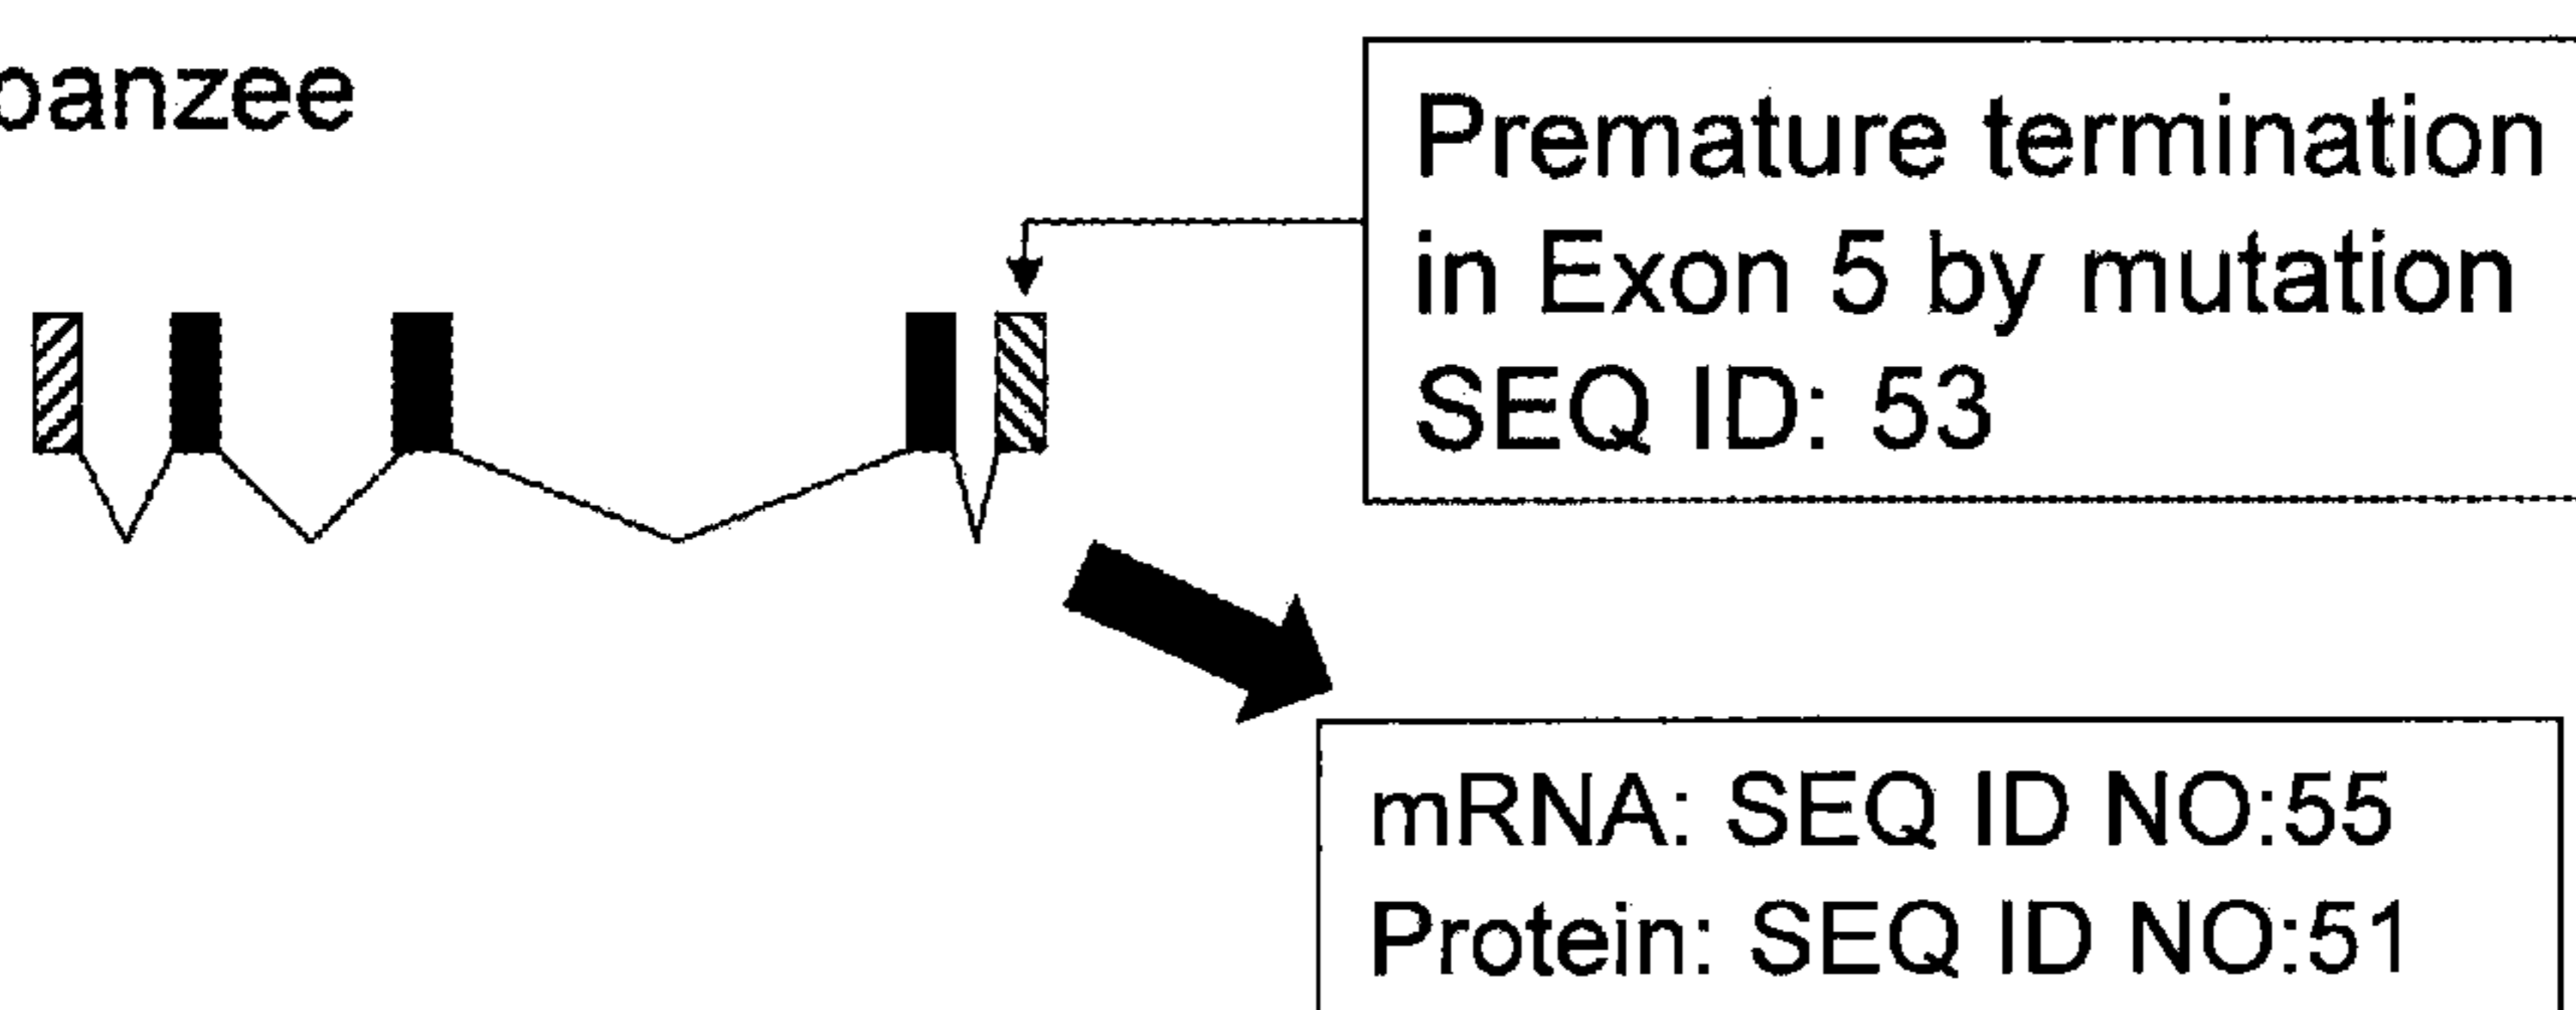 panzee
Premature termination
in Exon 5 by mutation
SEQ ID: 53
mRNA: SEQ ID NO:55
Protein: SEQ ID NO:51